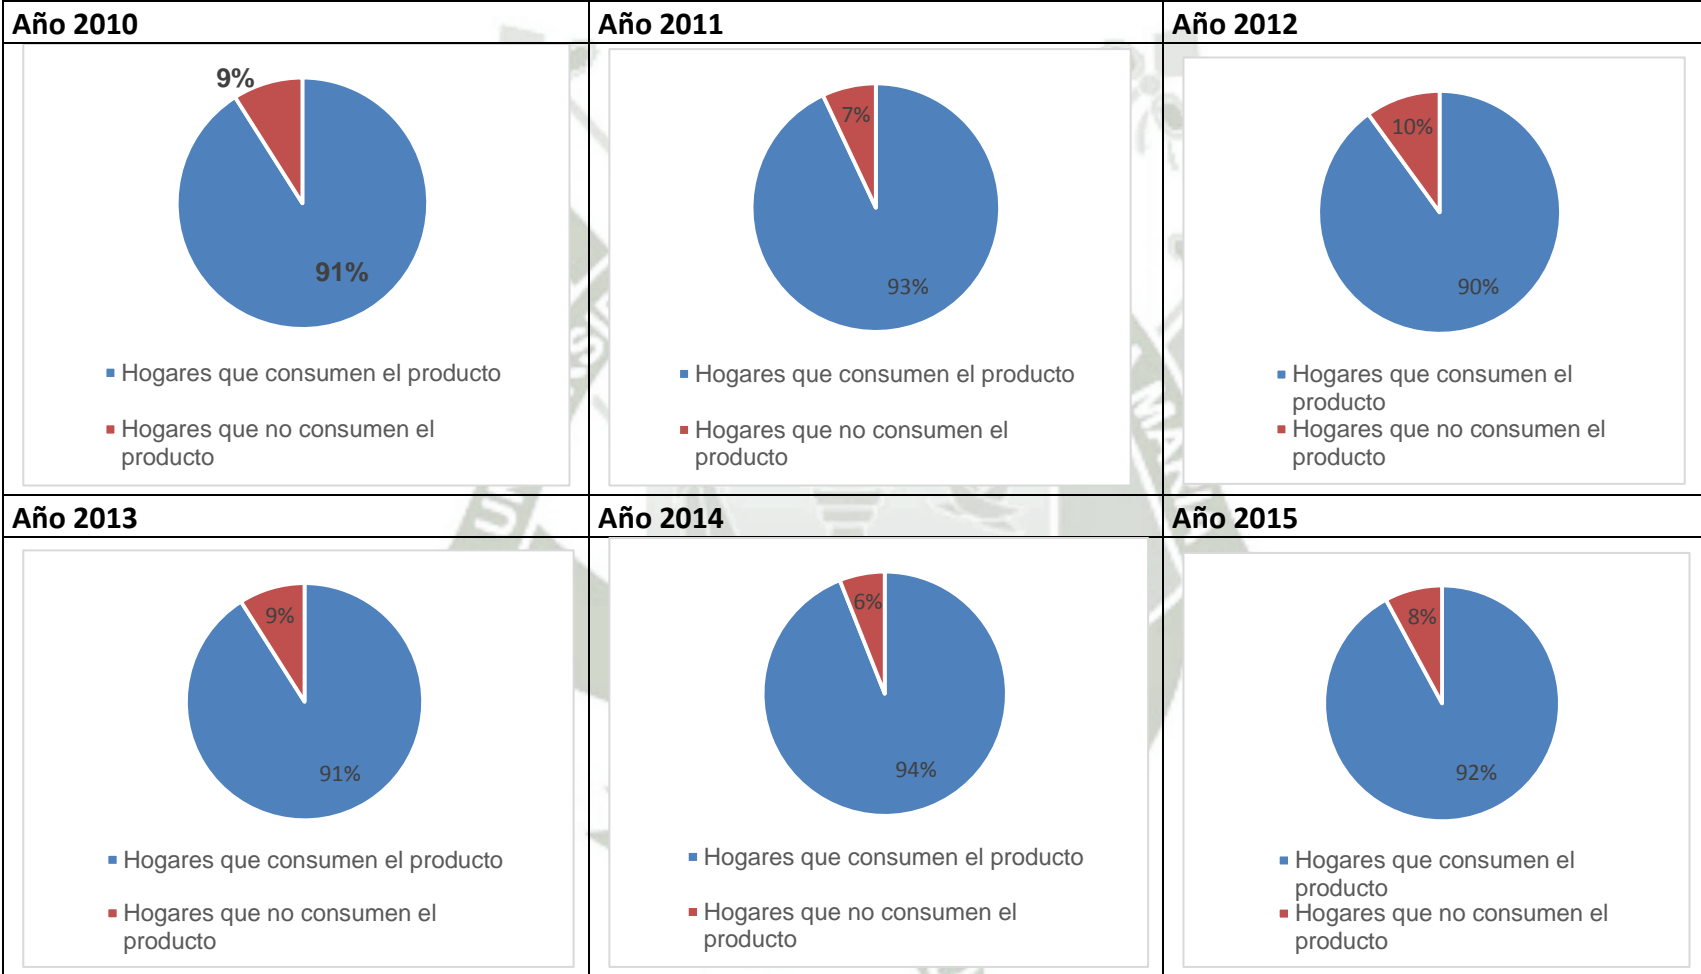 Año 2010
9%
91%
Hogares que consumen el producto
Hogares que no consumen el
producto
Año 2011
7%
93%
Hogares que consumen el producto
Hogares que no consumen el
producto
Año 2012
10%
90%
Hogares que consumen el
producto
Hogares que no consumen el
producto
Año 2013
9%
91%
Hogares que consumen el producto
Hogares que no consumen el
producto
Año 2014
6%
94%
Hogares que consumen el producto
Hogares que no consumen el
producto
Año 2015
8%
92%
Hogares que consumen el
producto
Hogares que no consumen el
producto